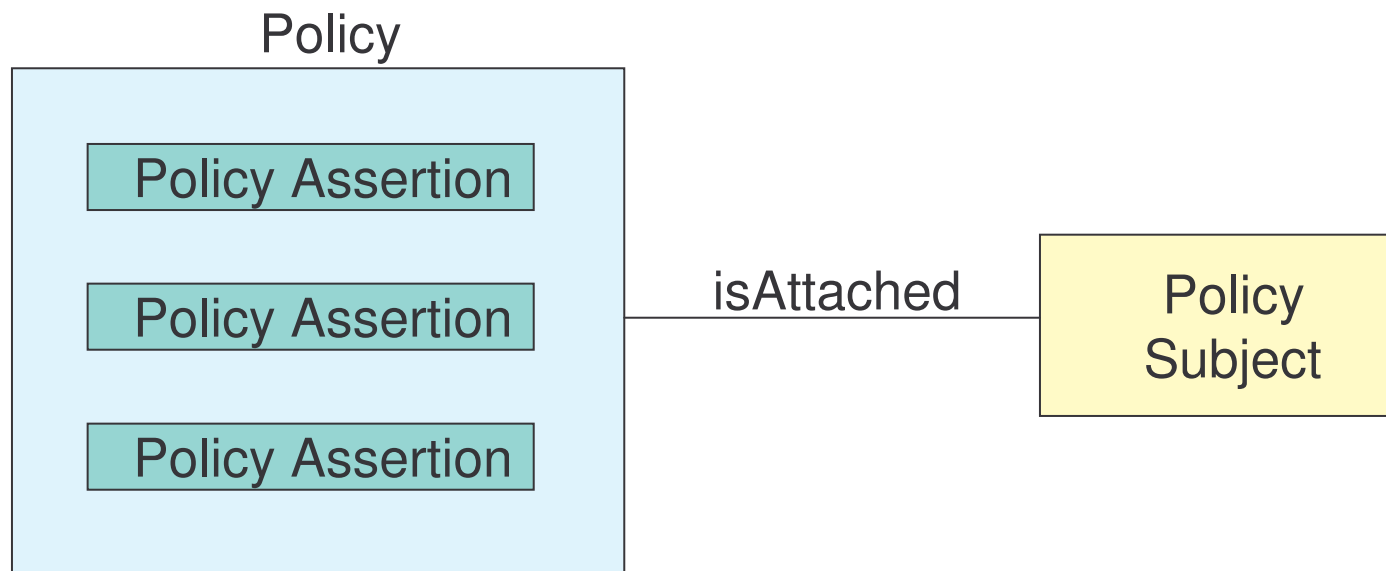 Policy
Policy Assertion
Policy Assertion
Policy Assertion
isAttached
Policy
Subject